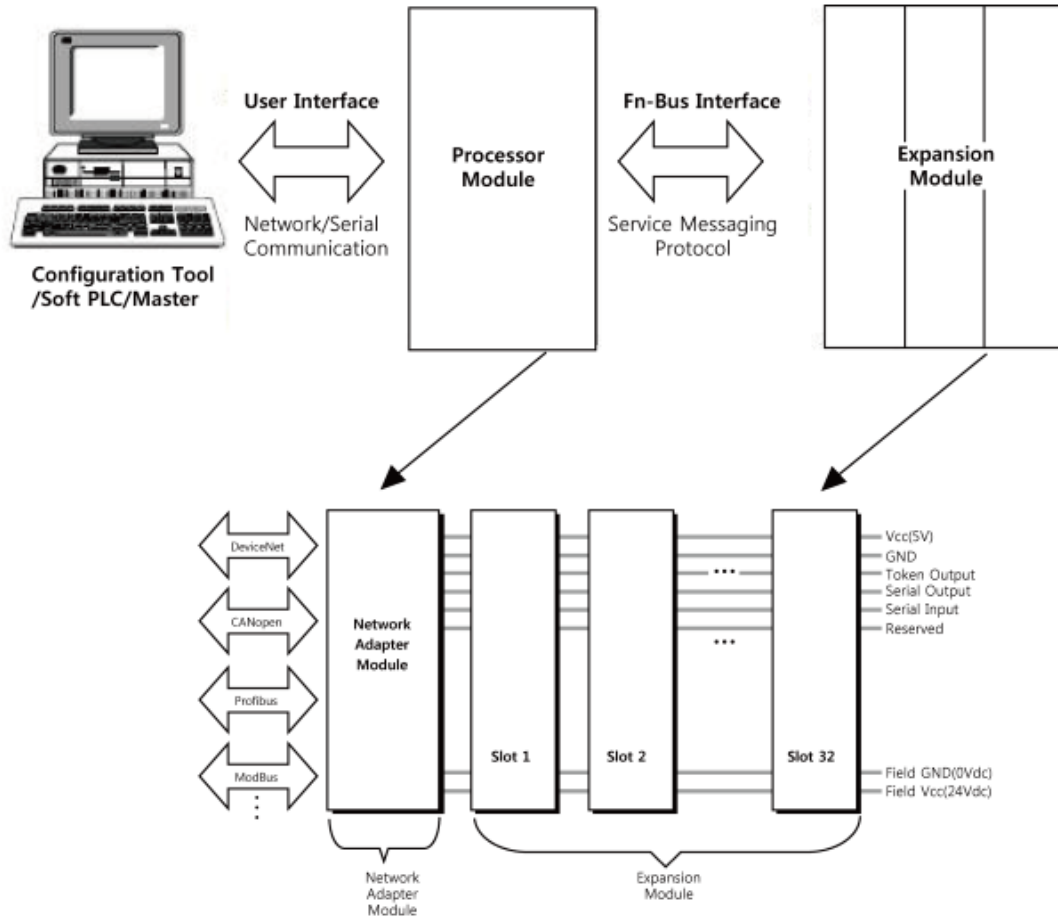 User Interface
Network/Serial
Communication
Configuration Tool
/Soft PLC/Master
Processor
Module
Fn-Bus Interface
Service Messaging
Protocol
Expansion
Module
DeviceNet
CANopen
Profibus
ModBus
Network
Adapter
Module
Slot 1
Slot 2
Slot 32
Vcc(5V)
GND
Token Output
Serial Output
Serial Input
Reserved
Field GND(0Vdc)
Field Vcc(24Vdc)
Network
Adapter
Module
Expansion
Module